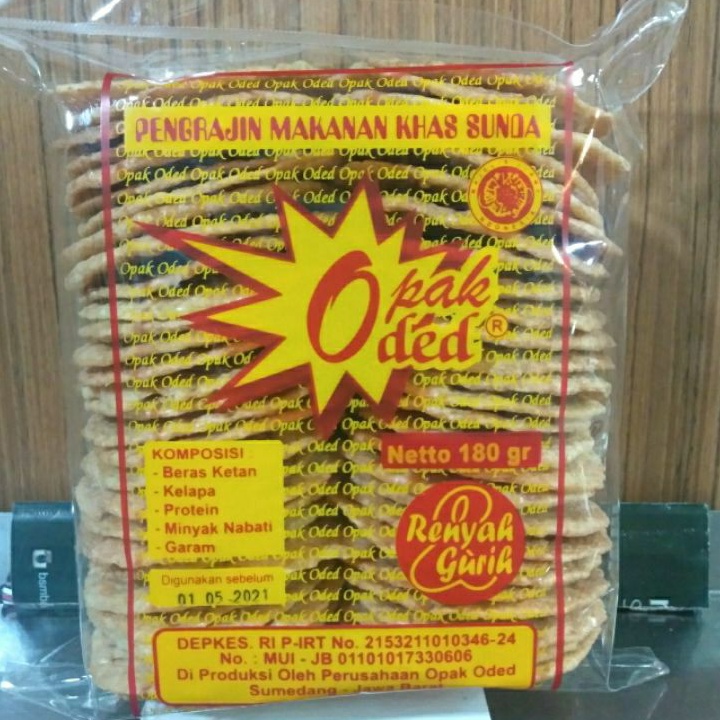 PENGRAJIN MAKANAN KHAS SUNDA
Opak
Oded ®
KOMPOSISI :
- Beras Ketan
- Kelapa
- Protein
- Minyak Nabati
- Garam
Netto 180 gr
Renyah
Gurih
Digunakan sebelum
01 05 -2021
DEPKES. RI P-IRT No. 2153211010346-24
No. : MUI - JB 01101017330606
Di Produksi Oleh Perusahaan Opak Oded
Sumedang - Jawa Barat